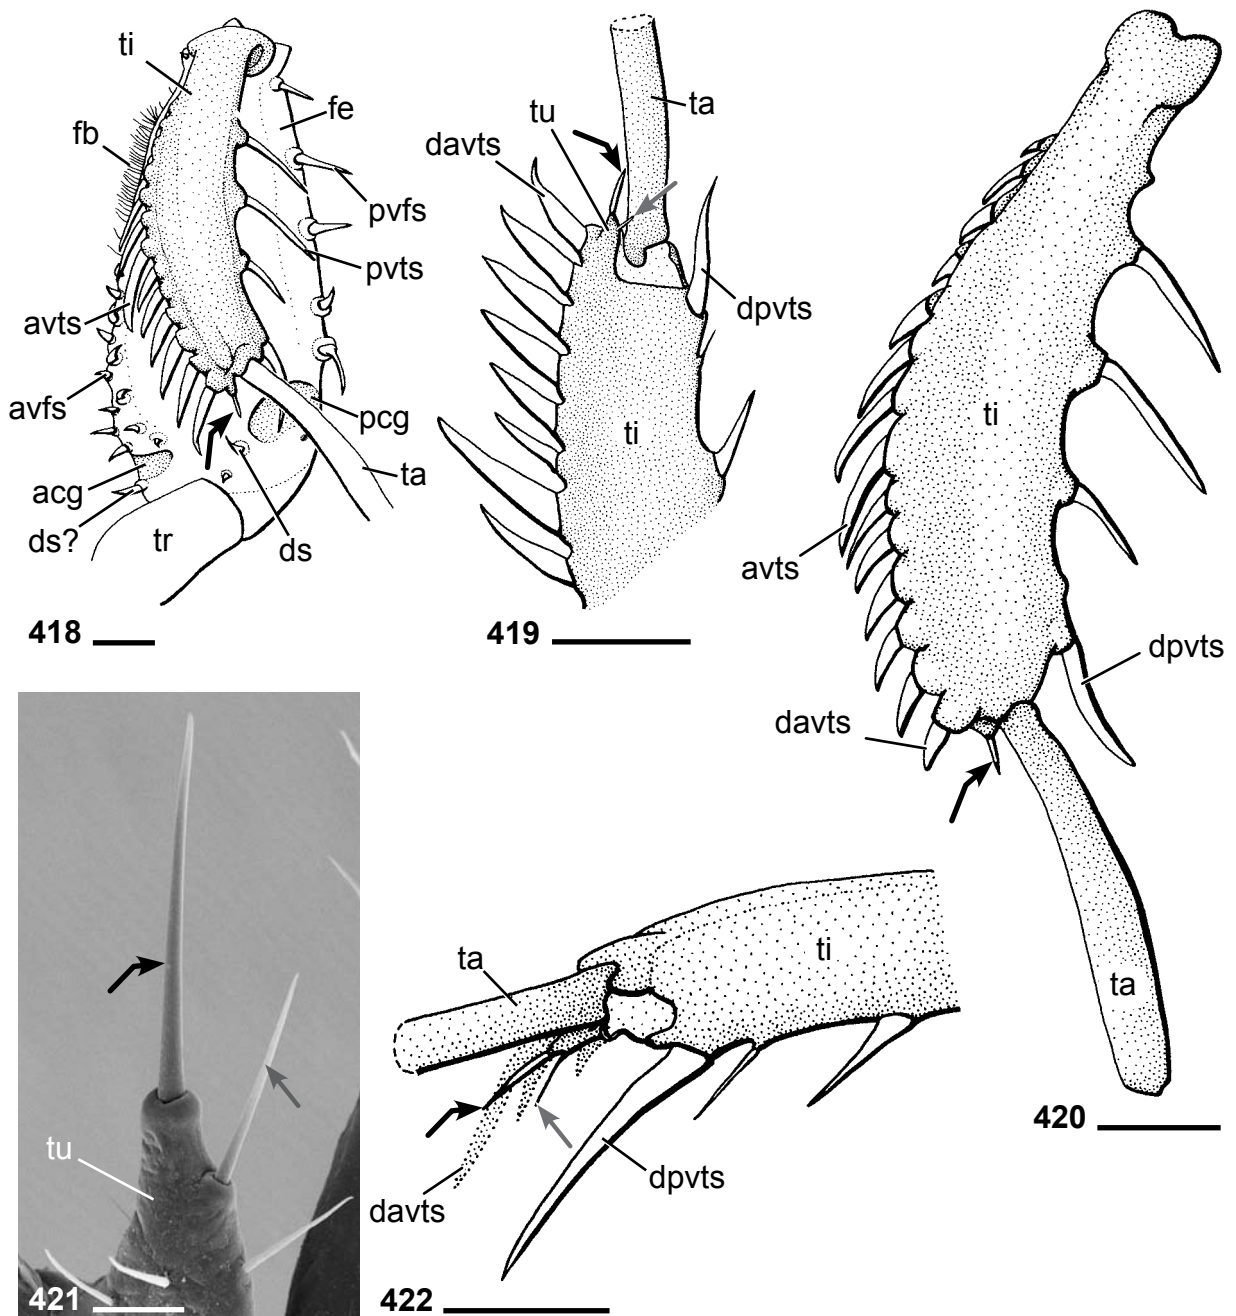 ti
fe
fb
pvfs
pvts
avts
avfs
pcg
acg
ta
ds?
tr
ds
418
ta
tu
davts
dpvts
ti
419
ti
avts
dpvts
davts
ta
420
tu
421
ta
ti
davts
dpvts
422